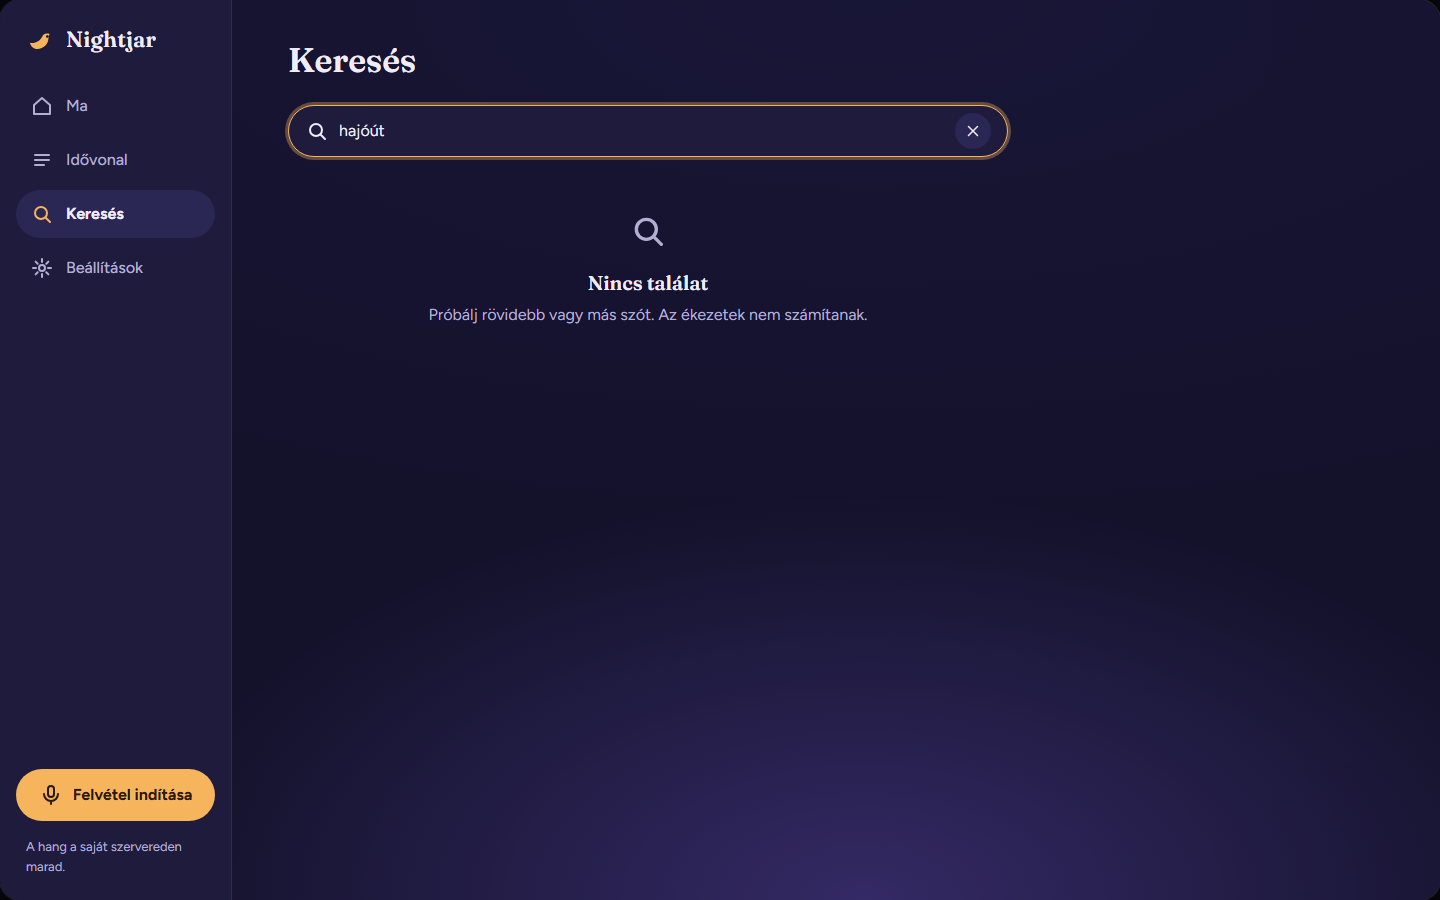 Nightjar
Ma
Idővonal
Keresés
Beállítások
Felvétel indítása
A hang a saját szervereden
marad.
Keresés
hajóút
Nincs találat
Próbálj rövidebb vagy más szót. Az ékezetek nem számítanak.